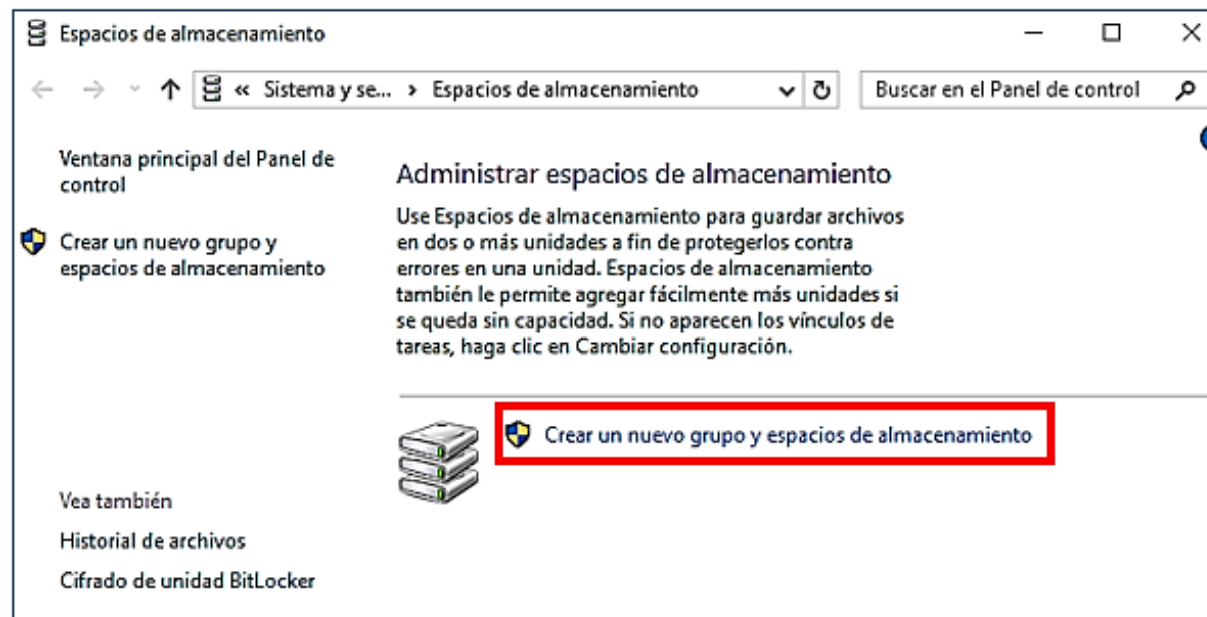 Espacios de almacenamiento
« Sistema y se... › Espacios de almacenamiento
Buscar en el Panel de control
Ventana principal del Panel de
control
Crear un nuevo grupo y
espacios de almacenamiento
Administrar espacios de almacenamiento
Use Espacios de almacenamiento para guardar archivos
en dos o más unidades a fin de protegerlos contra
errores en una unidad. Espacios de almacenamiento
también le permite agregar fácilmente más unidades si
se queda sin capacidad. Si no aparecen los vínculos de
tareas, haga clic en Cambiar configuración.
Crear un nuevo grupo y espacios de almacenamiento
Vea también
Historial de archivos
Cifrado de unidad BitLocker